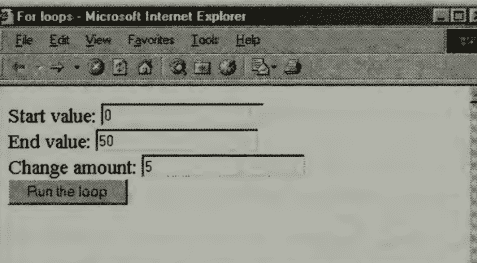 For loops - Microsoft Internet Explorer
File Edit View Favorites Tools Help
Start value: 0
End value: 50
Change amount: 5
Run the loop